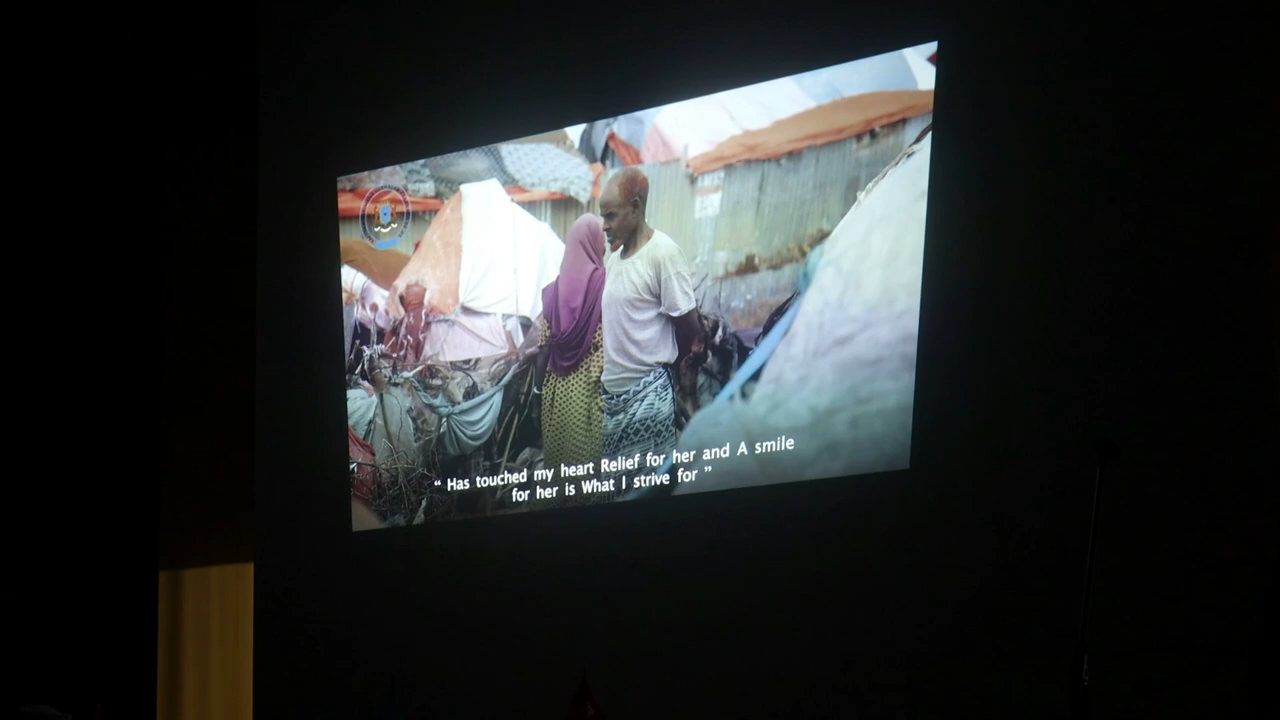 “ Has touched my heart Relief for her and A smile
for her is What I strive for ”